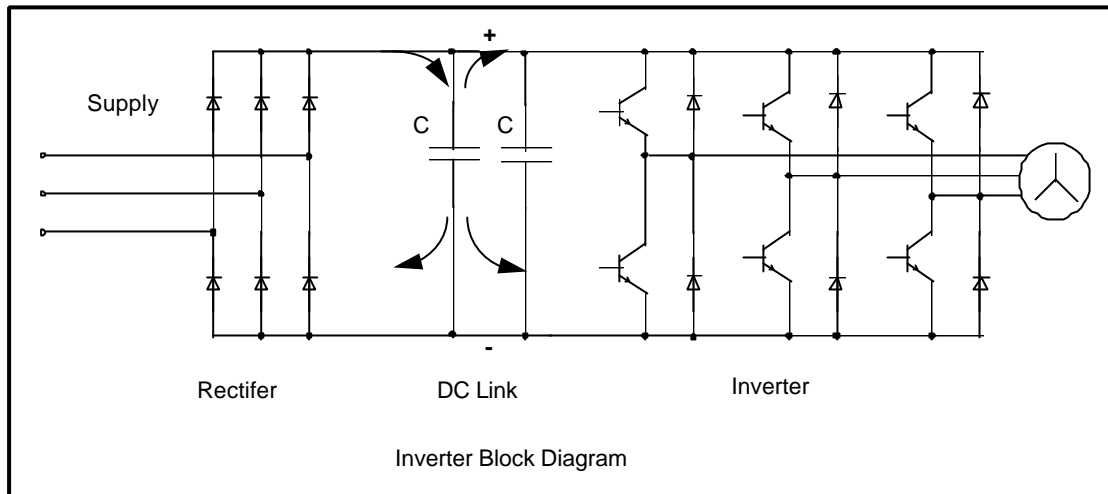 +
Supply
C
C
-
Rectifer
DC Link
Inverter
Inverter Block Diagram